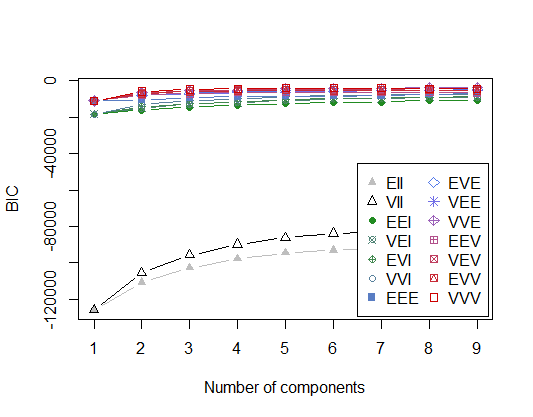 0
-40000
-80000
-120000
BIC
1 2 3 4 5 6 7 8 9
Number of components
EII EVE
VII VEE
EEI VVE
VEI EEV
EVI VEV
VVI EVV
EEE VVV